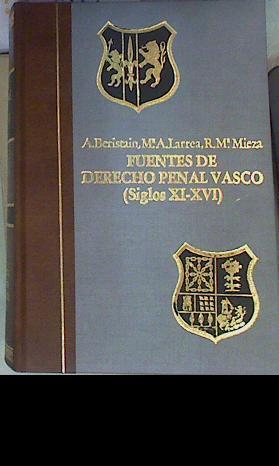 A. Beristain, Mª A. Larrea, R. Mª Mieza
FUENTES DE
DERECHO PENAL VASCO
(Siglos XI-XVI)